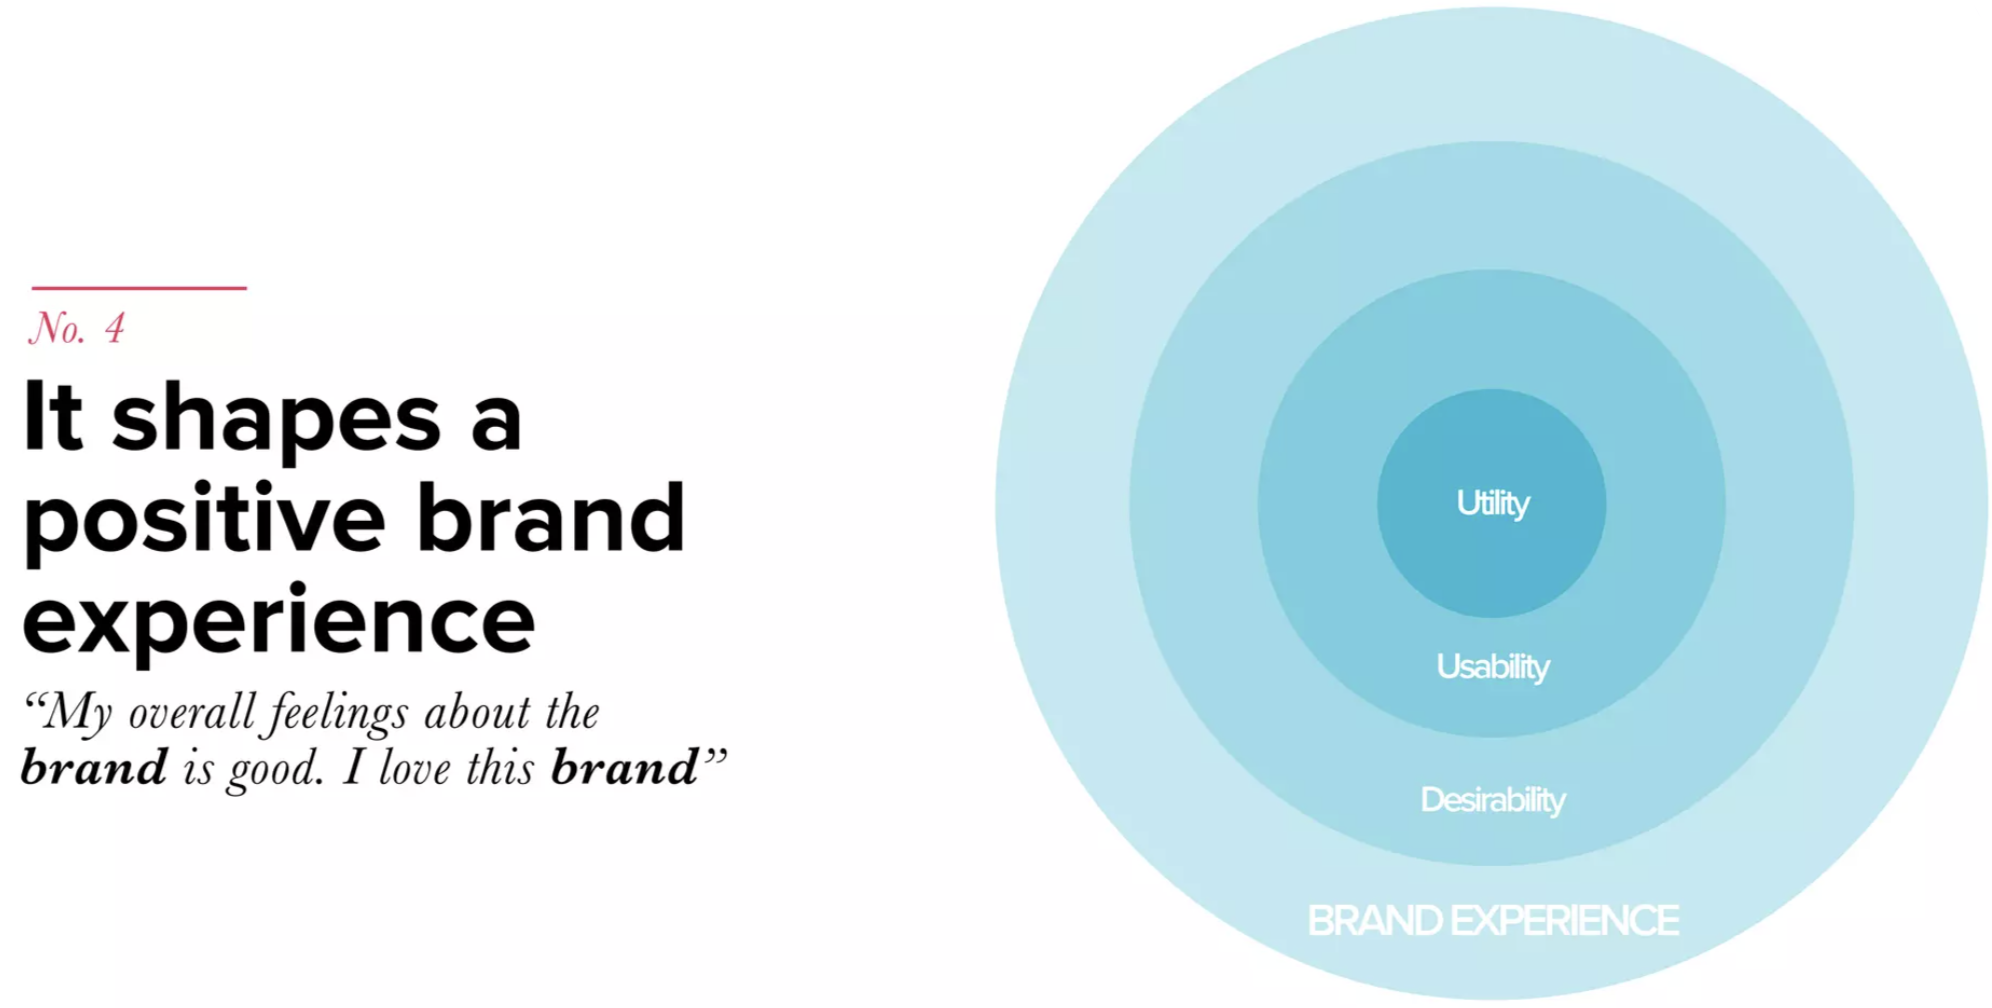 No. 4
It shapes a
positive brand
experience
“My overall feelings about the
brand is good. I love this brand”
Utility
Usability
Desirability
BRAND EXPERIENCE